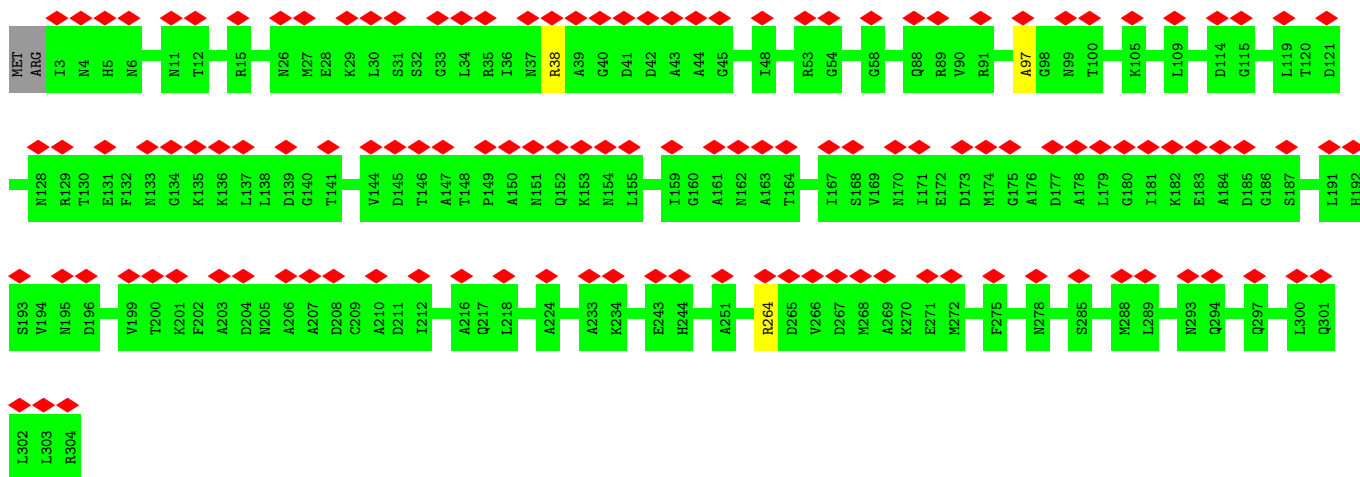 MET ARG I3 N4 H5 N6 N11 T12 R15 N26 M27 E28 K29 L30 S31 S32 G33 L34 R35 I36 N37 R38 A39 G40 D41 D42 A43 A44 G45 I48 R53 G54 G58 Q88 R89 V90 R91 A97 G98 N99 T100 K105 L109 D114 G115 L119 T120 D121
N128 R129 T130 E131 F132 N133 G134 K135 K136 L137 L138 D139 G140 T141 V144 D145 T146 A147 T148 P149 A150 N151 Q152 K153 N154 L155 I159 G160 A161 N162 A163 T164 I167 S168 V169 N170 I171 E172 D173 M174 G175 A176 D177 A178 L179 G180 I181 K182 E183 A184 D185 G186 S187 L191 H192
S193 V194 N195 D196 V199 T200 K201 F202 A203 D204 N205 A206 A207 D208 C209 A210 D211 I212 A216 Q217 L218 A224 A233 K234 E243 H244 A251 R264 D265 V266 D267 M268 A269 K270 E271 M272 F275 N278 S285 M288 L289 N293 Q294 Q297 L300 Q301
L302 L303 R304